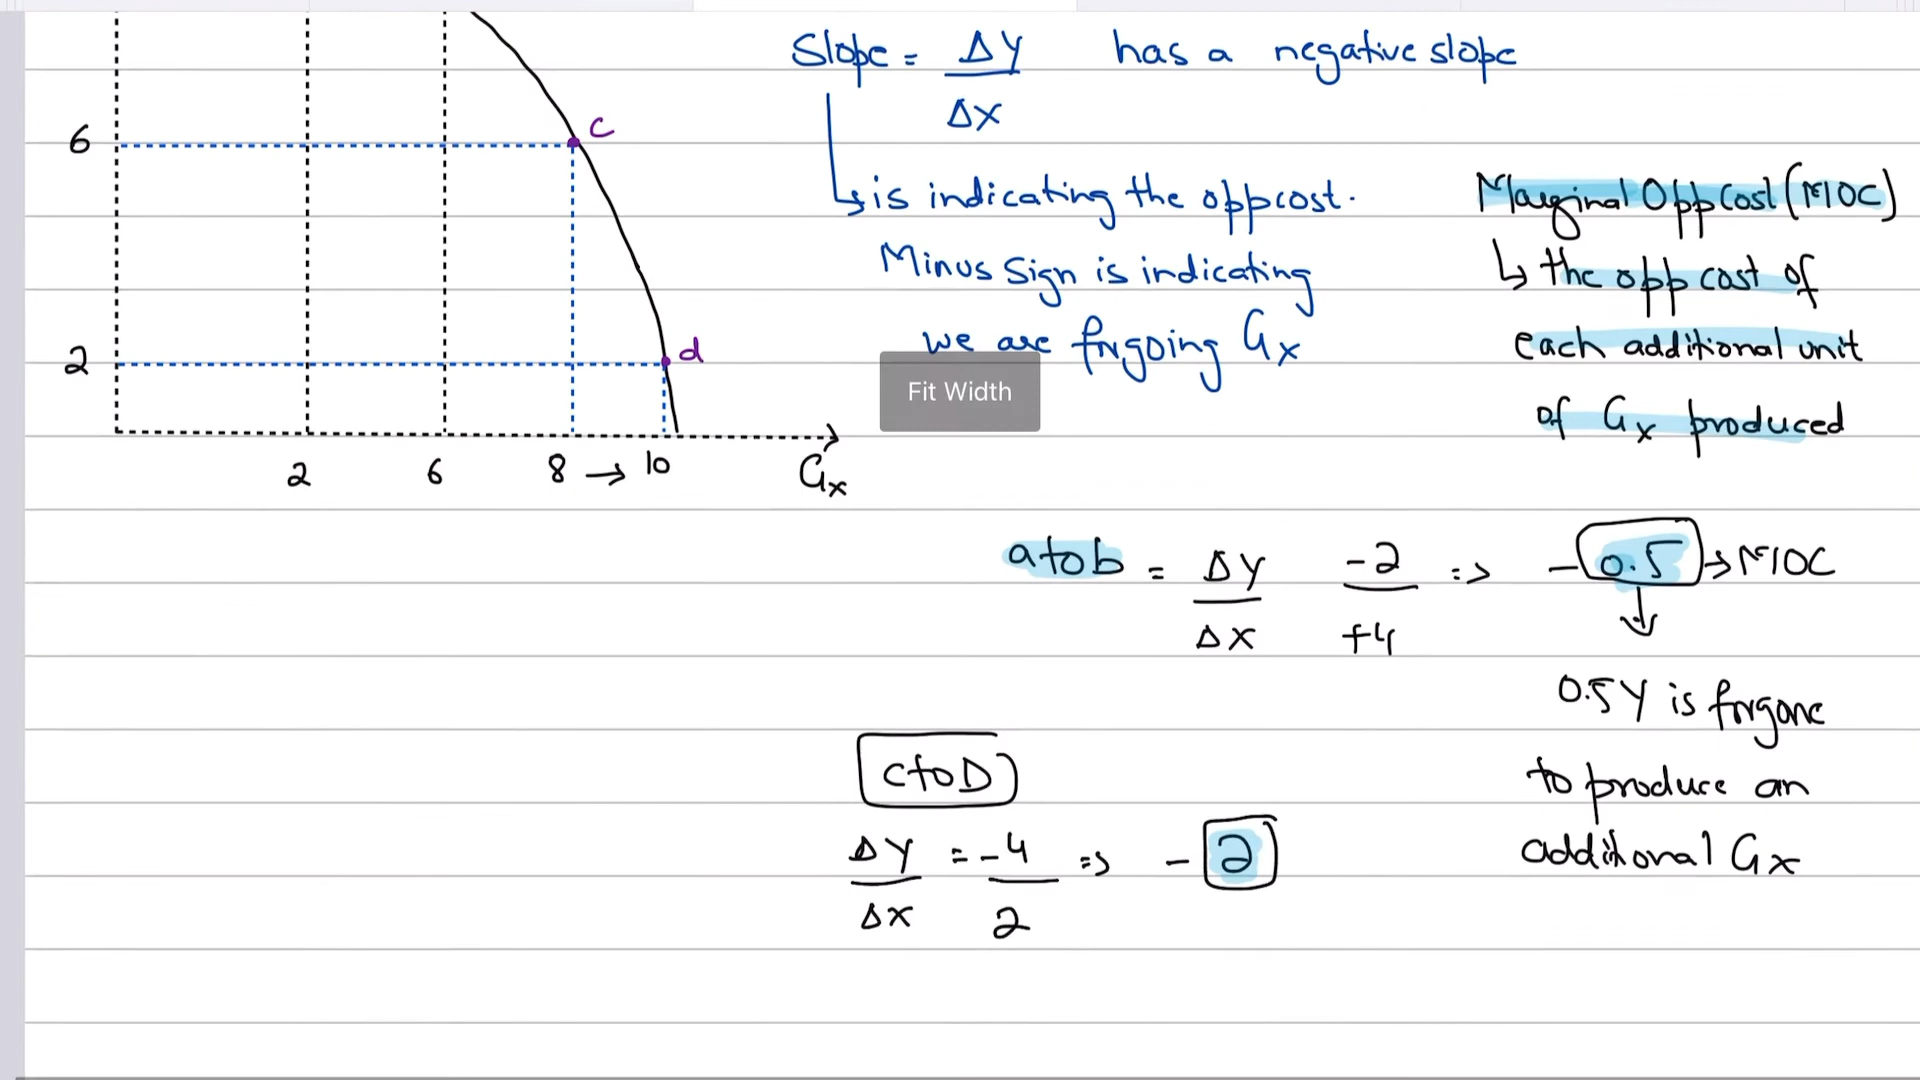 Slope = ΔY has a negative slope
ΔX
6
c
↳ is indicating the opp cost.
Marginal Opp Cost (MOC)
Minus Sign is indicating
↳ the opp cost of
2
d
we are forgoing Gx
each additional unit
Fit Width
of Gx produced
2 6 8 → 10 Gx
a to b = ΔY -2 => - 0.5 → MOC
ΔX +4
0.5Y is forgone
C to D
to produce an
ΔY = -4 => - 2
additional Gx
ΔX 2